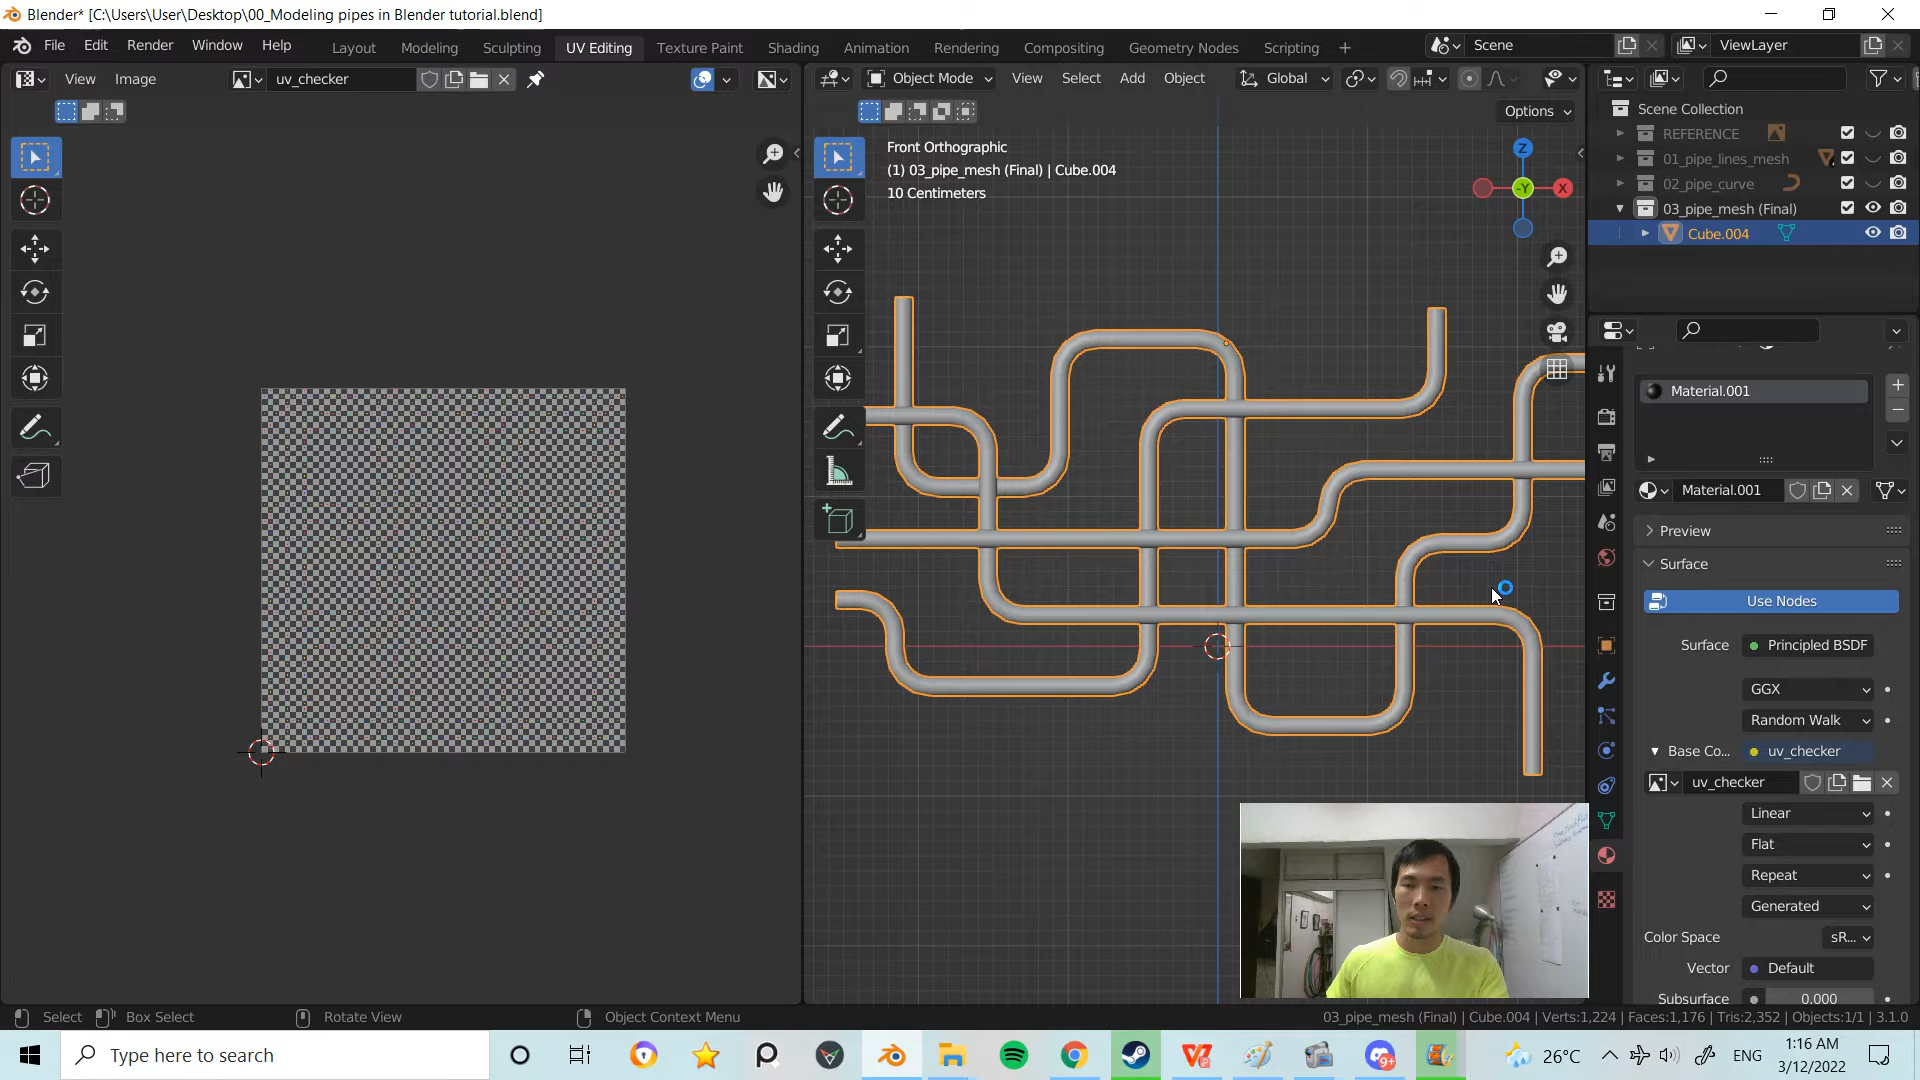 Blender* [C:\Users\User\Desktop\00_Modeling pipes in Blender tutorial.blend]
File Edit Render Window Help Layout Modeling Sculpting UV Editing Texture Paint Shading Animation Rendering Compositing Geometry Nodes Scripting + Scene ViewLayer
View Image uv_checker Object Mode View Select Add Object Global
Options
Scene Collection
REFERENCE
01_pipe_lines_mesh
02_pipe_curve
03_pipe_mesh (Final)
Cube.004
Front Orthographic
(1) 03_pipe_mesh (Final) | Cube.004
10 Centimeters
Z
-Y
X
Material.001
Material.001
Preview
Surface
Use Nodes
Surface Principled BSDF
GGX
Random Walk
Base Co... uv_checker
uv_checker
Linear
Flat
Repeat
Generated
Color Space sR...
Vector Default
Subsurface 0.000
Select Box Select Rotate View Object Context Menu 03_pipe_mesh (Final) | Cube.004 | Verts:1,224 | Faces:1,176 | Tris:2,352 | Objects:1/1 | 3.1.0
Type here to search
9+
26°C
ENG
1:16 AM
3/12/2022